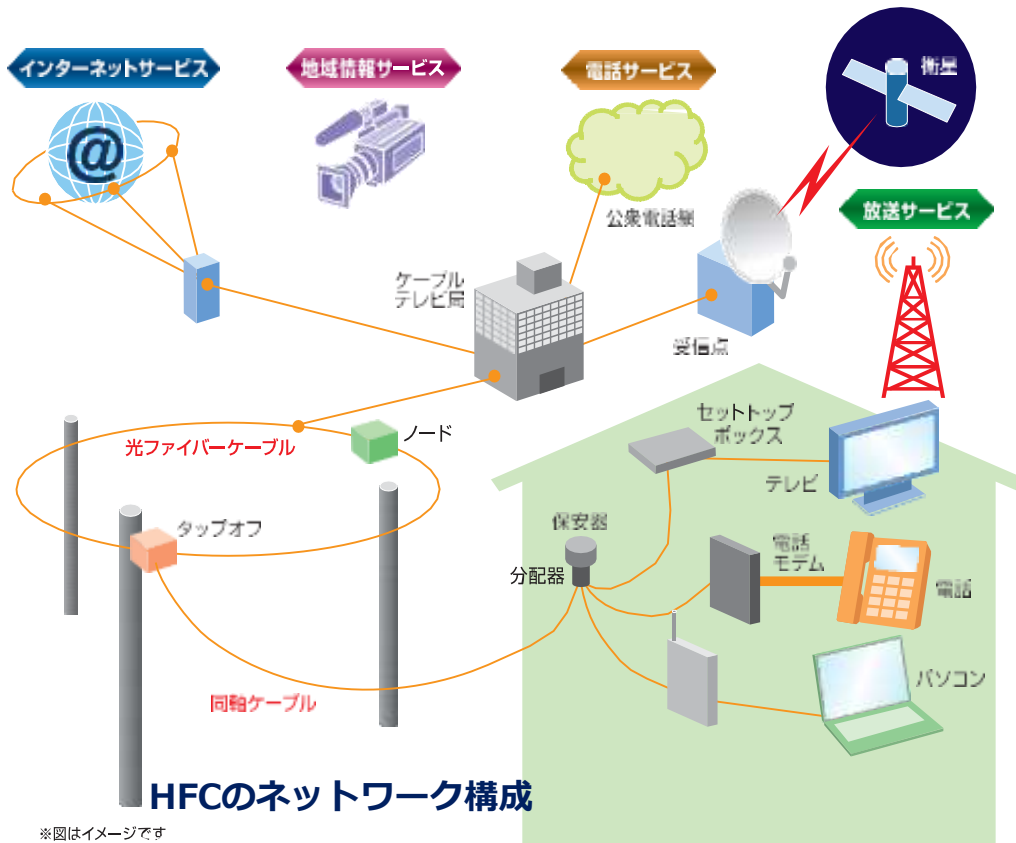 インターネットサービス
地域情報サービス
電話サービス
衛星
放送サービス
公衆電話網
ケーブル
テレビ局
受信点
光ファイバーケーブル
ノード
セットトップ
ボックス
テレビ
タップオフ
保安器
分配器
電話
モデム
電話
同軸ケーブル
パソコン
HFCのネットワーク構成
※図はイメージです
@